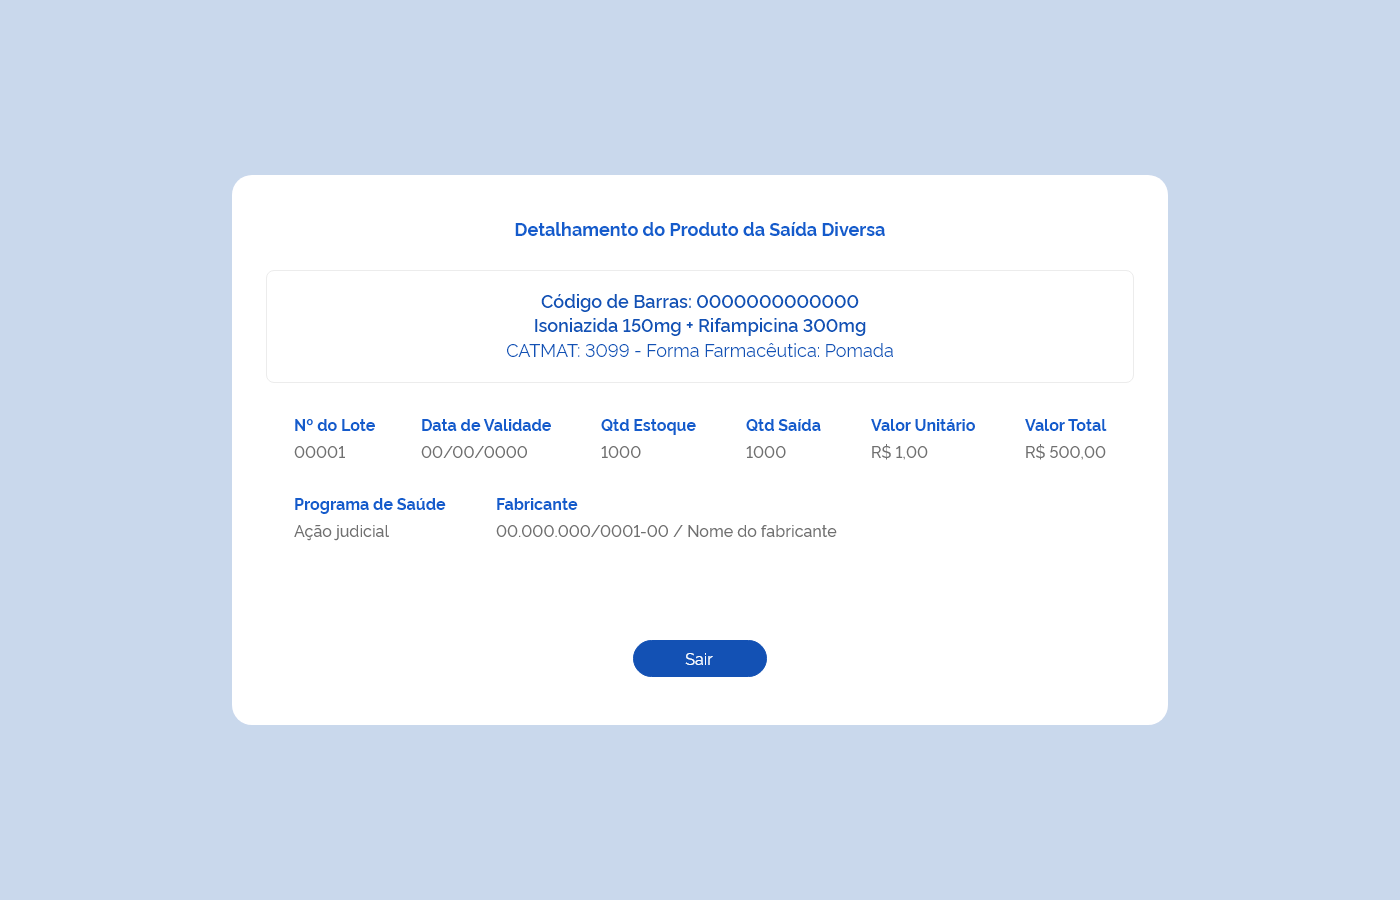 Detalhamento do Produto da Saída Diversa
Código de Barras: 0000000000000
Isoniazida 150mg + Rifampicina 300mg
CATMAT: 3099 - Forma Farmacêutica: Pomada
Nº do Lote Data de Validade Qtd Estoque Qtd Saída Valor Unitário Valor Total
00001 00/00/0000 1000 1000 R$ 1,00 R$ 500,00
Programa de Saúde Fabricante
Ação judicial 00.000.000/0001-00 / Nome do fabricante
Sair